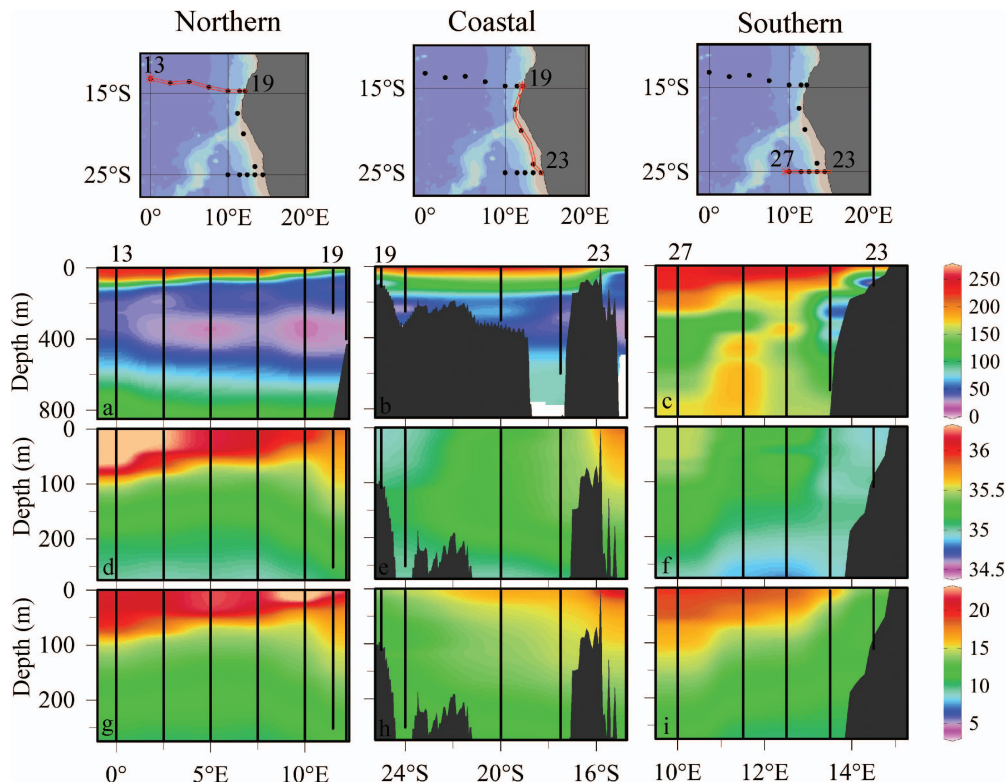 Northern Coastal Southern
13 19 19 27 23
15°S 15°S 15°S
23
25°S 25°S 25°S
0° 10°E 20°E 0° 10°E 20°E 0° 10°E 20°E
13 19 19 23 27 23
Depth (m) 0 400 800 a b c 250 200 150 100 50 0
Depth (m) 0 100 200 d e f 36 35.5 35 34.5
Depth (m) 0 100 200 g h i 20 15 10 5
0° 5°E 10°E 24°S 20°S 16°S 10°E 12°E 14°E